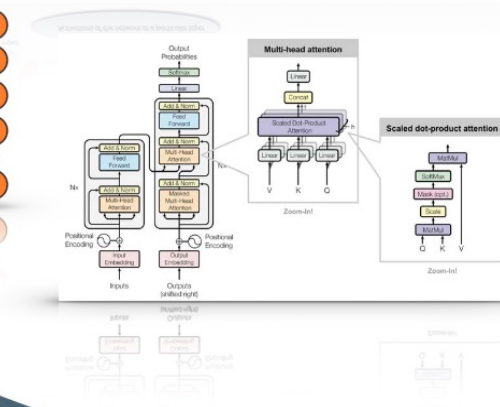 Output
Probabilities
Softmax
Linear
Add & Norm
Feed
Forward
Add & Norm
Multi-Head
Attention
Nx
Add & Norm
Masked
Multi-Head
Attention
Positional
Encoding
Output
Embedding
Outputs
(shifted right)
Add & Norm
Feed
Forward
Nx
Add & Norm
Multi-Head
Attention
Positional
Encoding
Input
Embedding
Inputs
Multi-head attention
Linear
Concat
Scaled Dot-Product
Attention
h
Linear Linear Linear
V K Q
Zoom-In!
Scaled dot-product attention
MatMul
SoftMax
Mask (opt.)
Scale
MatMul
Q K V
Zoom-In!